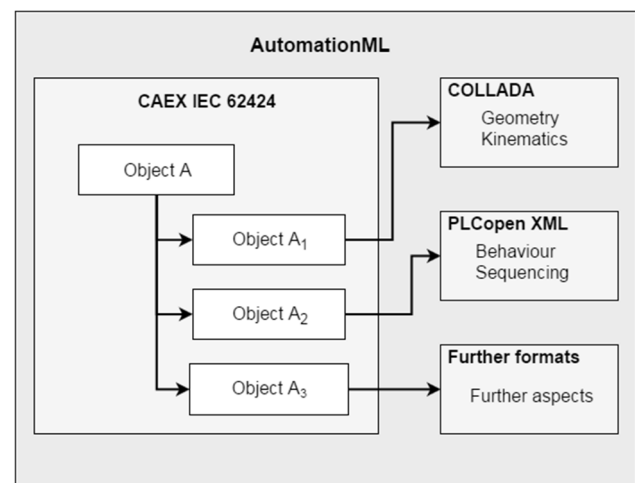 AutomationML
CAEX IEC 62424
Object A
Object A₁
Object A₂
Object A₃
COLLADA
Geometry
Kinematics
PLCopen XML
Behaviour
Sequencing
Further formats
Further aspects